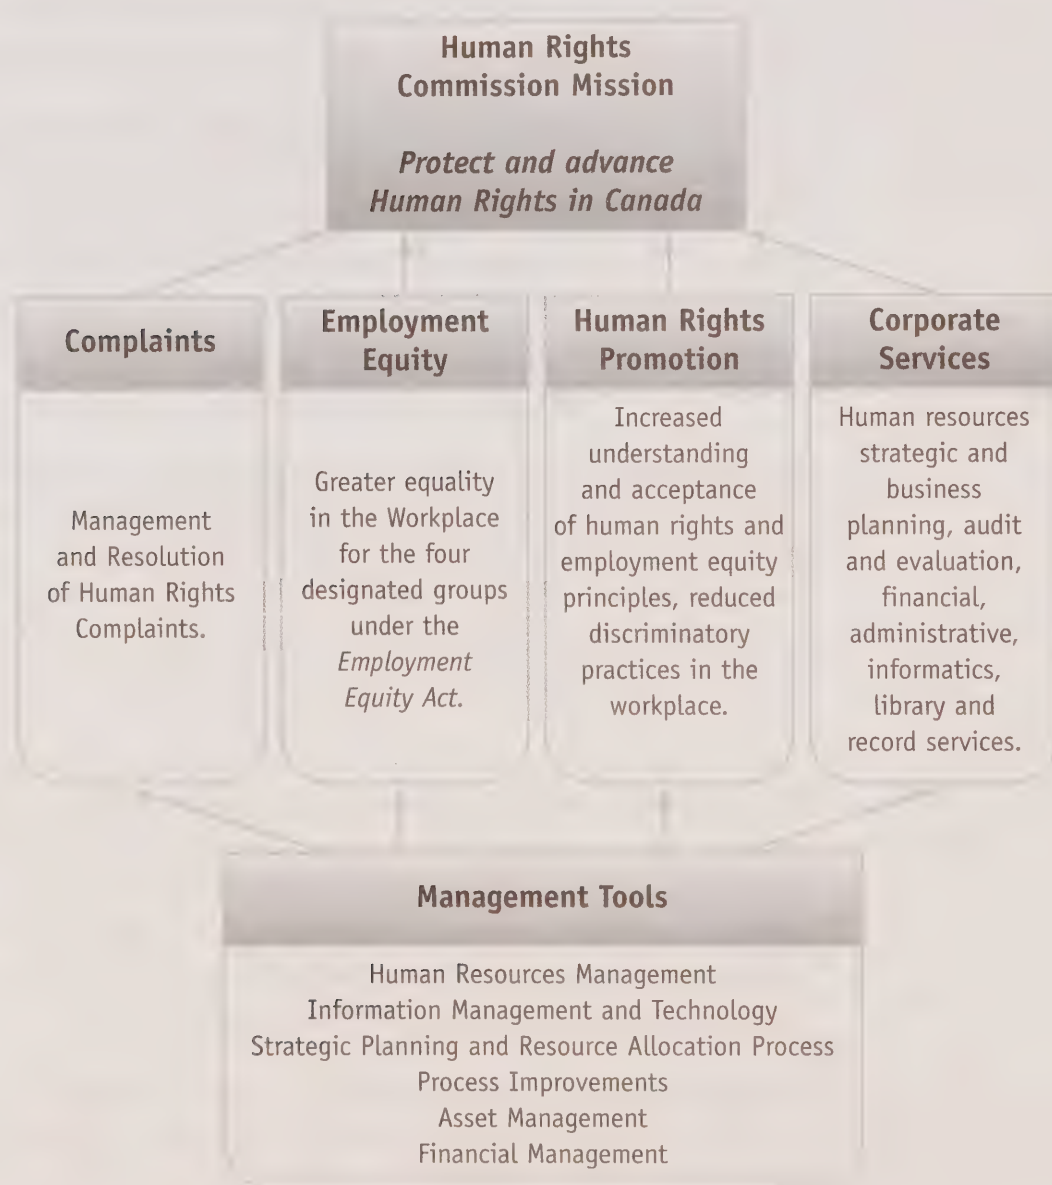 Human Rights
Commission Mission
Protect and advance
Human Rights in Canada
Complaints
Management
and Resolution
of Human Rights
Complaints.
Employment
Equity
Greater equality
in the Workplace
for the four
designated groups
under the
Employment
Equity Act.
Human Rights
Promotion
Increased
understanding
and acceptance
of human rights and
employment equity
principles, reduced
discriminatory
practices in the
workplace.
Corporate
Services
Human resources
strategic and
business
planning, audit
and evaluation,
financial,
administrative,
informatics,
library and
record services.
Management Tools
Human Resources Management
Information Management and Technology
Strategic Planning and Resource Allocation Process
Process Improvements
Asset Management
Financial Management